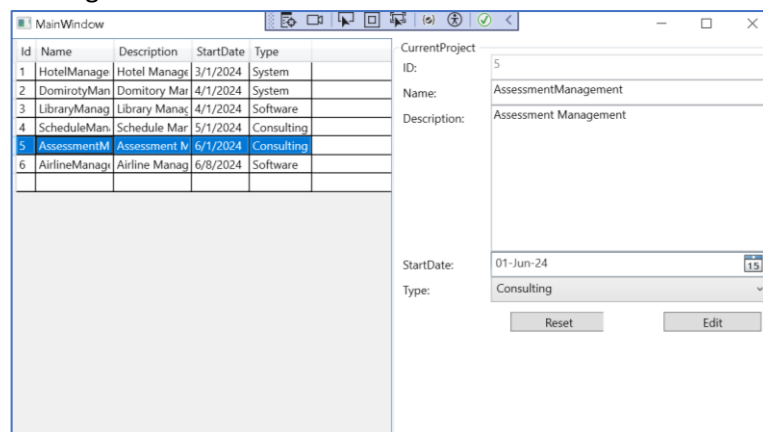 MainWindow
Id Name Description StartDate Type
1 HotelManage Hotel Manage 3/1/2024 System
2 DomirotyMan Domitory Mar 4/1/2024 System
3 LibraryManag Library Manag 4/1/2024 Software
4 ScheduleMan Schedule Mar 5/1/2024 Consulting
5 AssessmentM Assessment M 6/1/2024 Consulting
6 AirlineManage Airline Manag 6/8/2024 Software
CurrentProject
ID: 5
Name: AssessmentManagement
Description: Assessment Management
StartDate: 01-Jun-24 15
Type: Consulting
Reset Edit